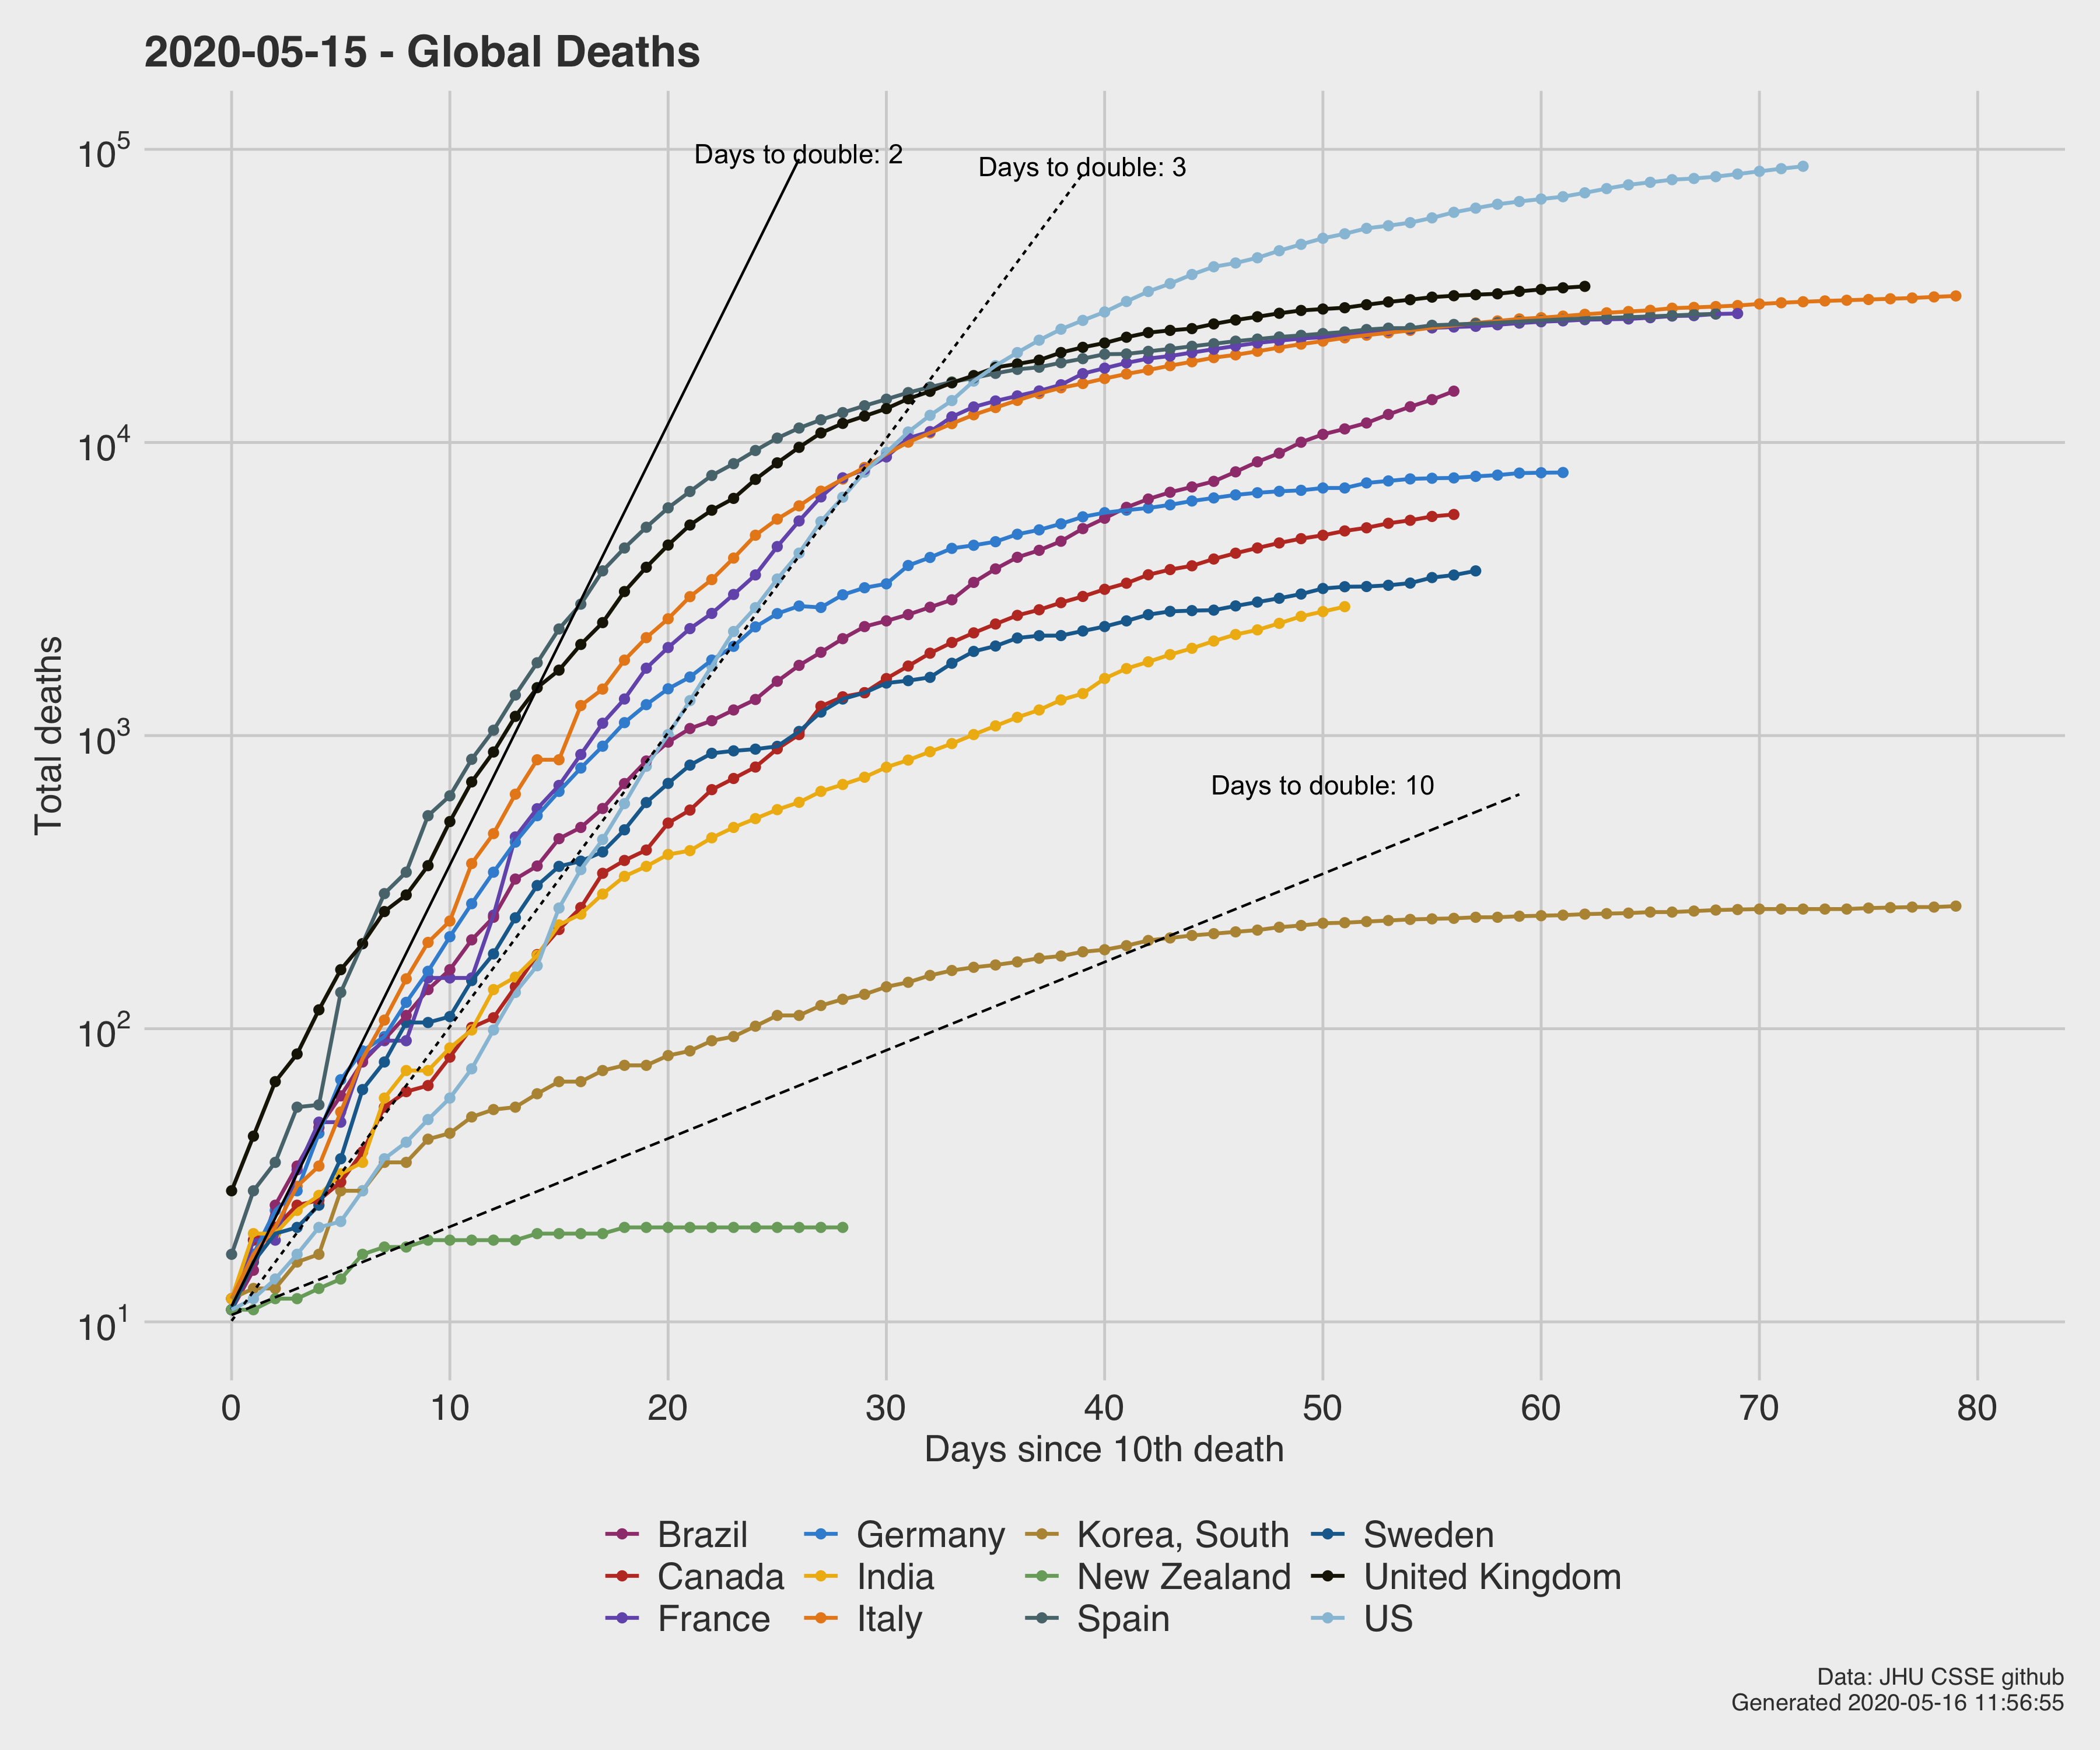 2020-05-15 - Global Deaths
10^5
Days to double: 2
Days to double: 3
10^4
Total deaths
10^3
Days to double: 10
10^2
10^1
0 10 20 30 40 50 60 70 80
Days since 10th death
Brazil Germany Korea, South Sweden
Canada India New Zealand United Kingdom
France Italy Spain US
Data: JHU CSSE github
Generated 2020-05-16 11:56:55